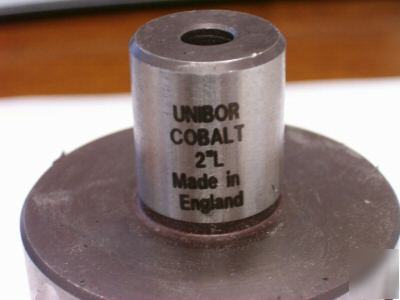 UNIBOR
COBALT
2"L
Made in
England